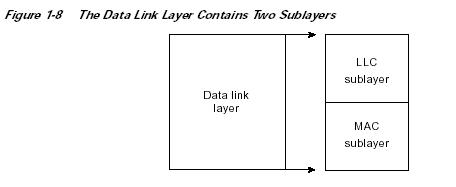 Figure 1-8 The Data Link Layer Contains Two Sublayers
Data link
layer
LLC
sublayer
MAC
sublayer